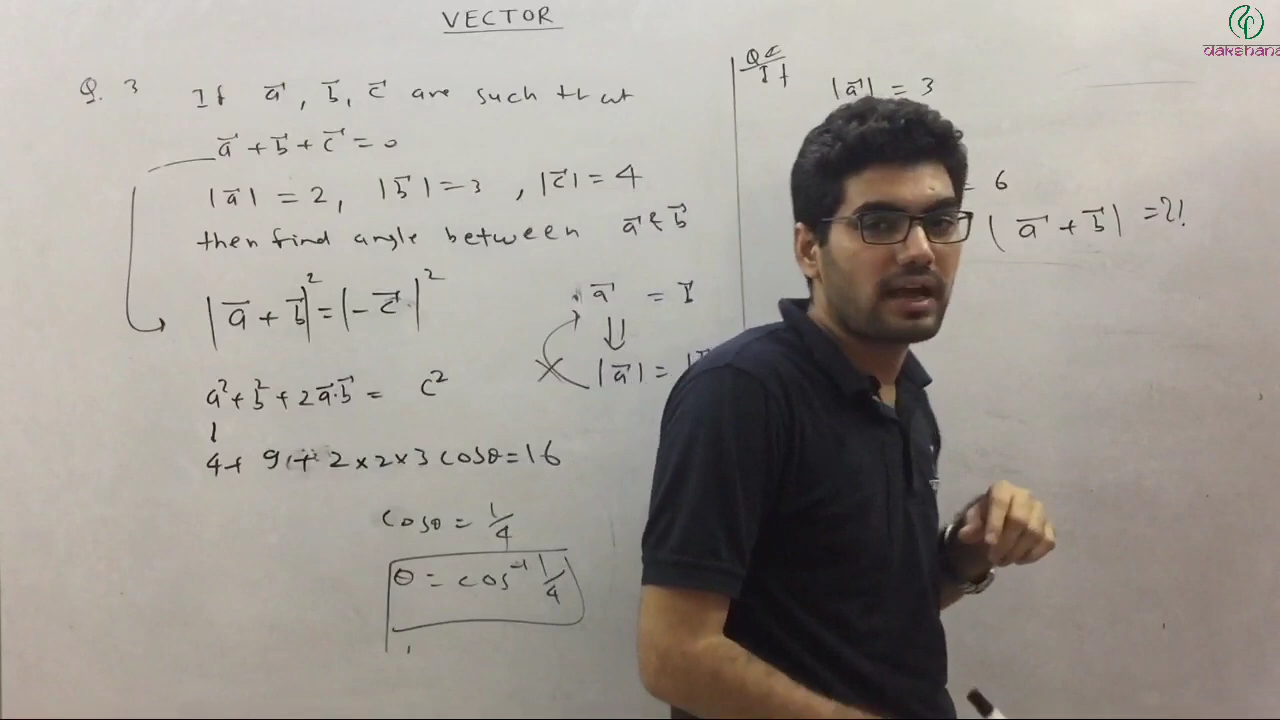 VECTOR
Q. 3 If a⃗, b⃗, c⃗ are such that
a⃗ + b⃗ + c⃗ = 0
|a⃗| = 2, |b⃗| = 3, |c⃗| = 4
then find angle between a⃗ & b⃗
|a⃗ + b⃗|² = |-c⃗|²
a² + b² + 2a⃗.b⃗ = c²
4 + 9 + 2 × 2 × 3 cosθ = 16
cosθ = 1/4
θ = cos⁻¹ 1/4
a⃗ =
⇓
|a⃗| =
If
|a⃗| = 3
= 6
|a⃗ + b⃗| = ?!
dakshana